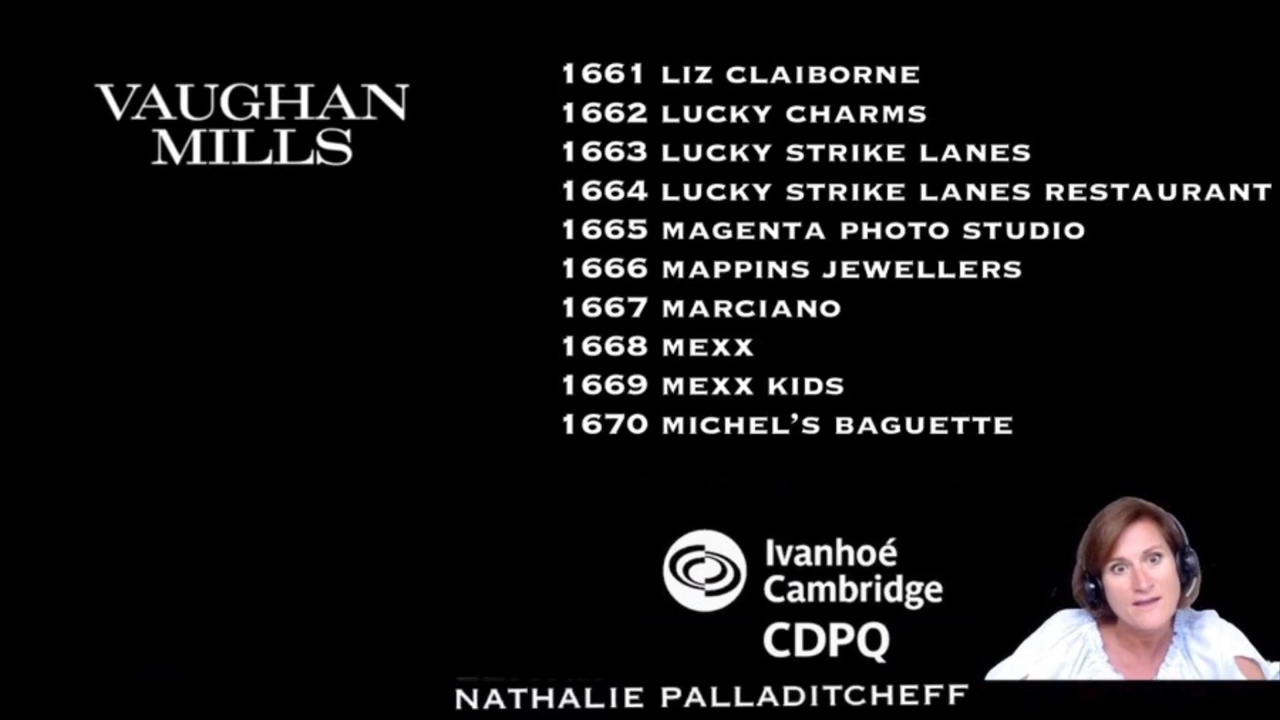 VAUGHAN
MILLS
1661 LIZ CLAIBORNE
1662 LUCKY CHARMS
1663 LUCKY STRIKE LANES
1664 LUCKY STRIKE LANES RESTAURANT
1665 MAGENTA PHOTO STUDIO
1666 MAPPINS JEWELLERS
1667 MARCIANO
1668 MEXX
1669 MEXX KIDS
1670 MICHEL’S BAGUETTE
Ivanhoé
Cambridge
CDPQ
NATHALIE PALLADITCHEFF